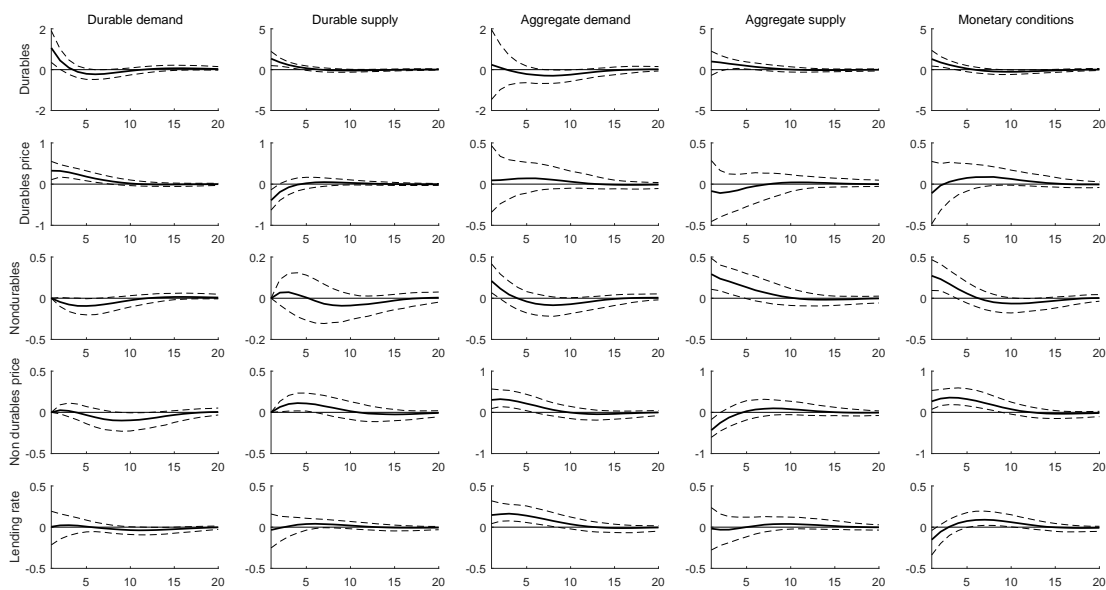 Durable demand Durable supply Aggregate demand Aggregate supply Monetary conditions
Durables
2 5 2 5 5
0 0 0 0 0
-2 -5 -2 -5 -5
5 10 15 20 5 10 15 20 5 10 15 20 5 10 15 20 5 10 15 20
Durables price
1 1 0.5 0.5 0.5
0 0 0 0 0
-1 -1 -0.5 -0.5 -0.5
5 10 15 20 5 10 15 20 5 10 15 20 5 10 15 20 5 10 15 20
Nondurables
0.5 0.2 0.5 0.5 0.5
0 0 0 0 0
-0.5 -0.2 -0.5 -0.5 -0.5
5 10 15 20 5 10 15 20 5 10 15 20 5 10 15 20 5 10 15 20
Non durables price
0.5 0.5 1 1 1
0 0 0 0 0
-0.5 -0.5 -1 -1 -1
5 10 15 20 5 10 15 20 5 10 15 20 5 10 15 20 5 10 15 20
Lending rate
0.5 0.5 0.5 0.5 0.5
0 0 0 0 0
-0.5 -0.5 -0.5 -0.5 -0.5
5 10 15 20 5 10 15 20 5 10 15 20 5 10 15 20 5 10 15 20